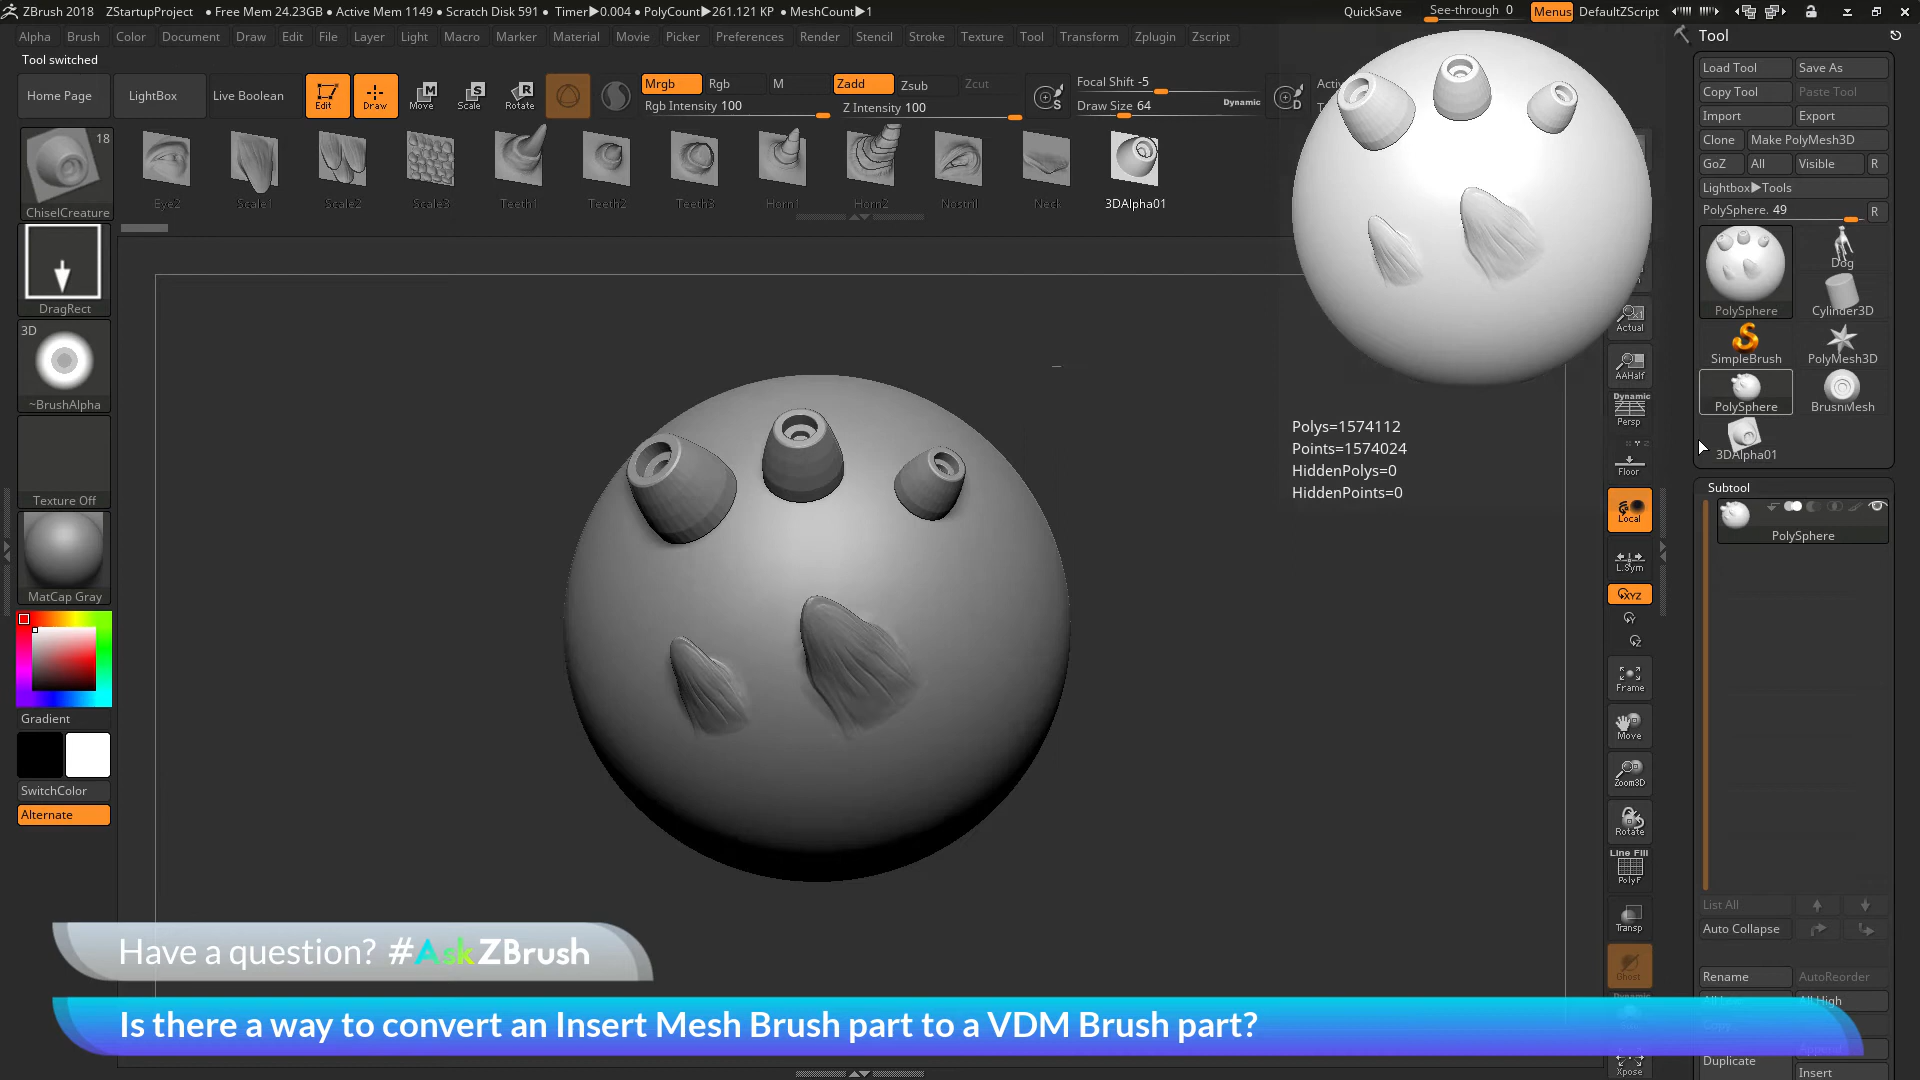 ZBrush 2018 ZStartupProject • Free Mem 24.23GB • Active Mem 1149 • Scratch Disk 591 • Timer▶0.004 • PolyCount▶261.121 KP • MeshCount▶1 QuickSave See-through 0 Menus DefaultZScript
Alpha Brush Color Document Draw Edit File Layer Light Macro Marker Material Movie Picker Preferences Render Stencil Stroke Texture Tool Transform Zplugin Zscript
Tool switched
Home Page LightBox Live Boolean Edit Draw Move Scale Rotate
Mrgb Rgb M Zadd Zsub Zcut
Rgb Intensity 100 Z Intensity 100
Focal Shift -5
Draw Size 64 Dynamic
18
ChiselCreature
Eye2 Scale1 Scale2 Scale3 Teeth1 Teeth2 Teeth3 Horn1 Horn2 Nostril Neck 3DAlpha01
DragRect
3D
~BrushAlpha
Texture Off
MatCap Gray
Gradient
SwitchColor
Alternate
Polys=1574112
Points=1574024
HiddenPolys=0
HiddenPoints=0
Actual
AAHalf
Dynamic
Persp
Floor
Local
L.Sym
XYZ
Y
Z
Frame
Move
Zoom3D
Rotate
Line Fill
PolyF
Transp
Ghost
Dynamic
Xpose
Tool
Load Tool Save As
Copy Tool Paste Tool
Import Export
Clone Make PolyMesh3D
GoZ All Visible R
Lightbox▶Tools
PolySphere. 49 R
PolySphere Dog
Cylinder3D
SimpleBrush PolyMesh3D
PolySphere BrushMesh
3DAlpha01
Subtool
PolySphere
List All
Auto Collapse
Rename AutoReorder
All High
Copy
Append
Duplicate
Insert
Have a question? #AskZBrush
Is there a way to convert an Insert Mesh Brush part to a VDM Brush part?